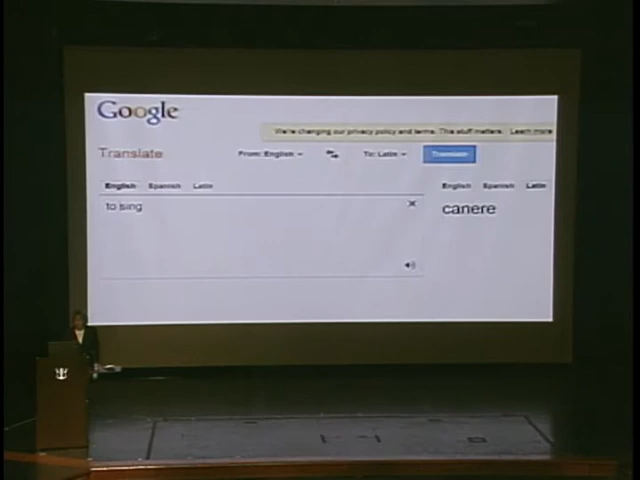 Google
We're changing our privacy policy and terms. This stuff matters. Learn more
Translate
From: English
To: Latin
Translate
English Spanish Latin
English Spanish Latin
to sing
canere